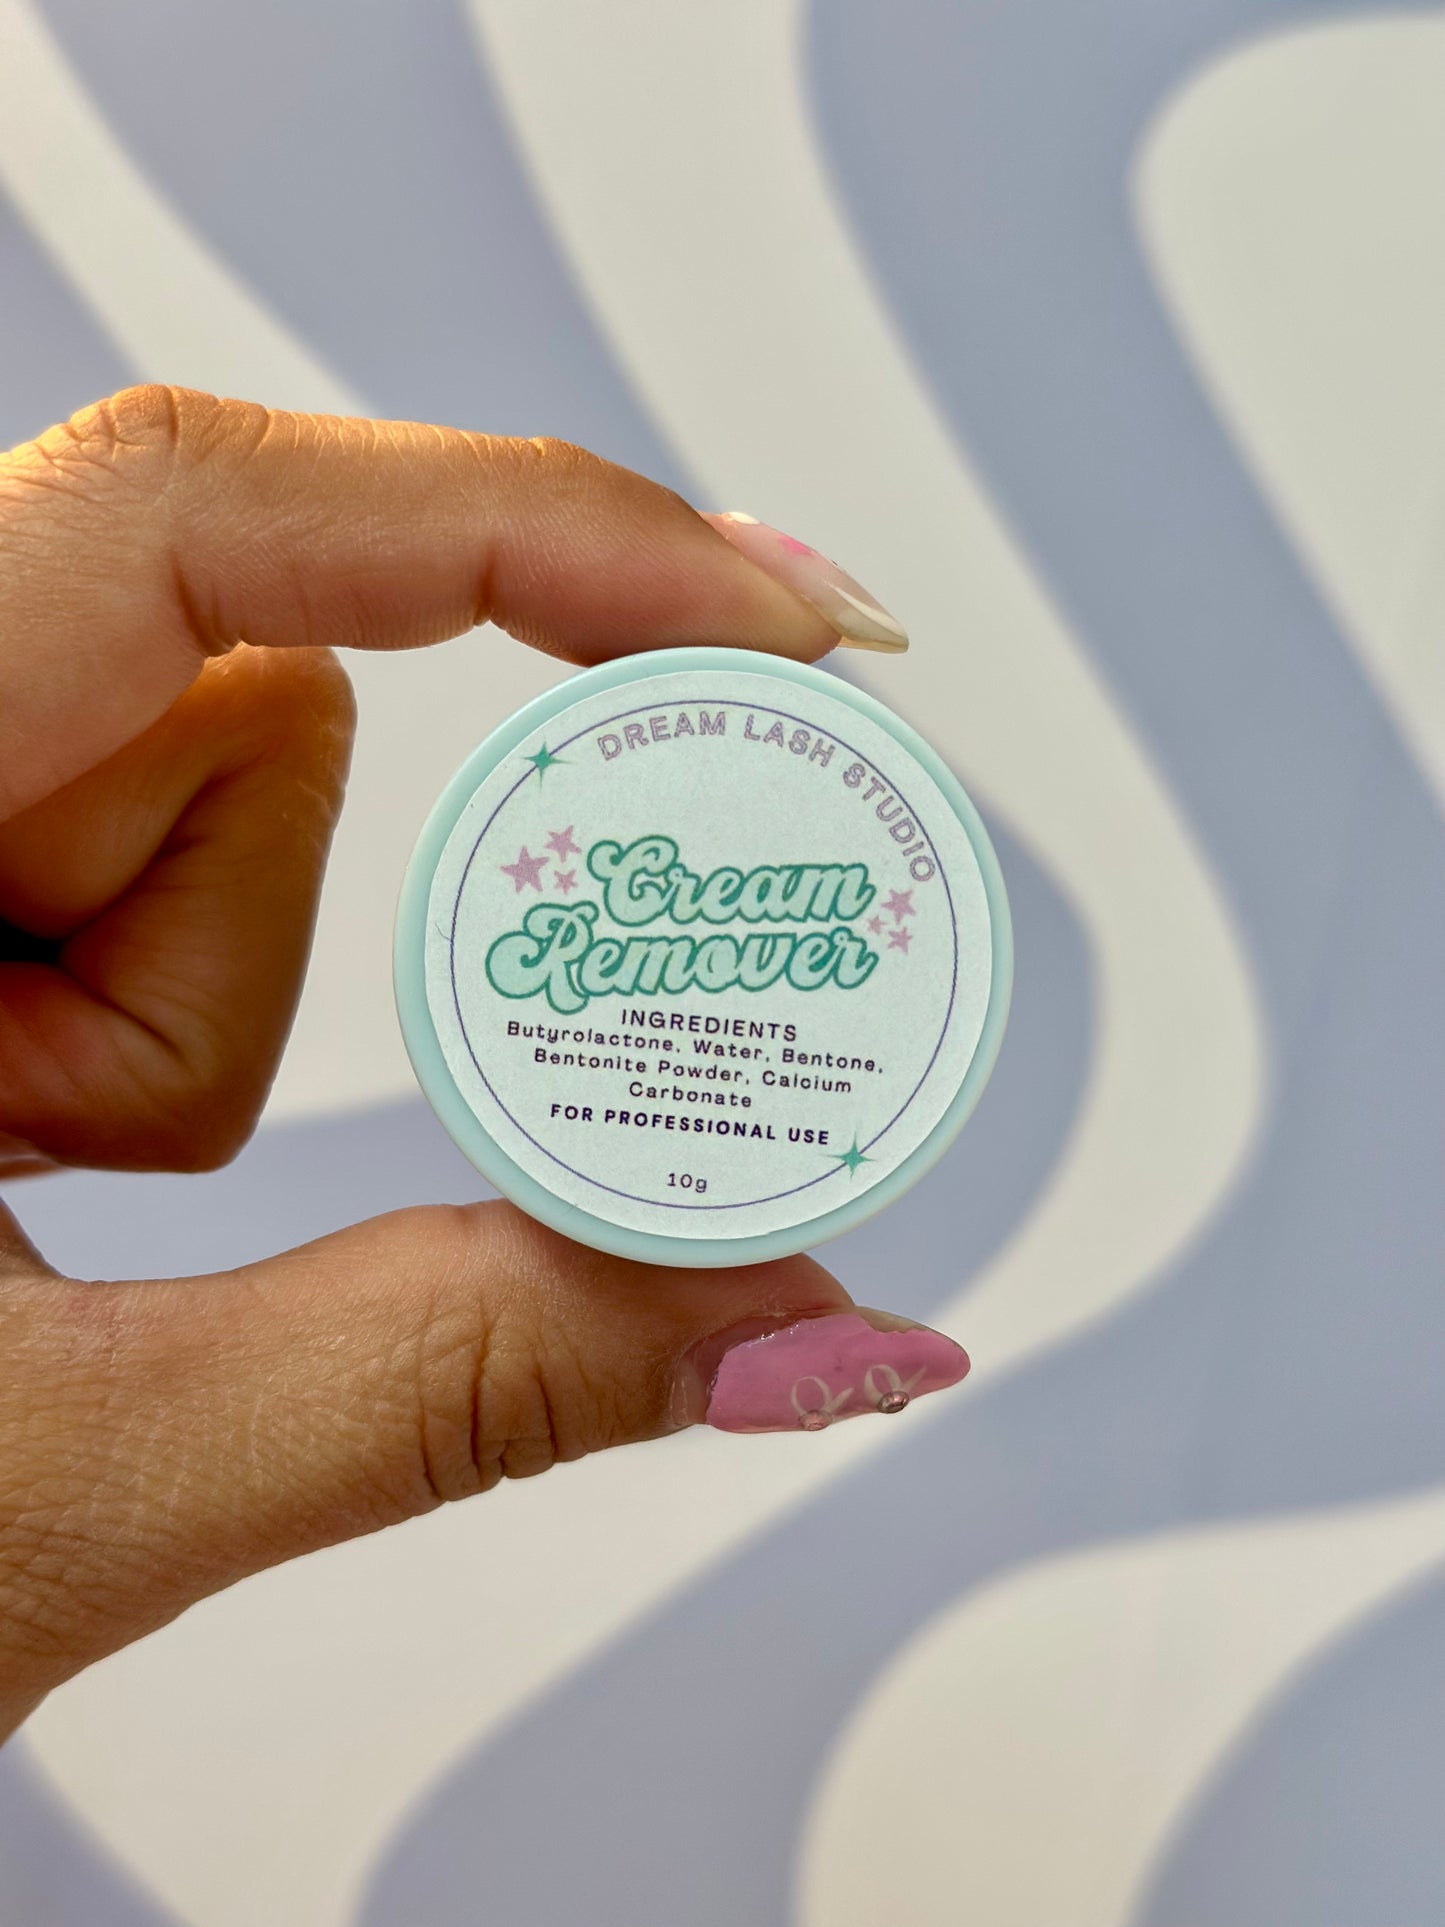 DREAM LASH STUDIO
Cream
Remover
INGREDIENTS
Butyrolactone, Water, Bentone,
Bentonite Powder, Calcium
Carbonate
FOR PROFESSIONAL USE
10g